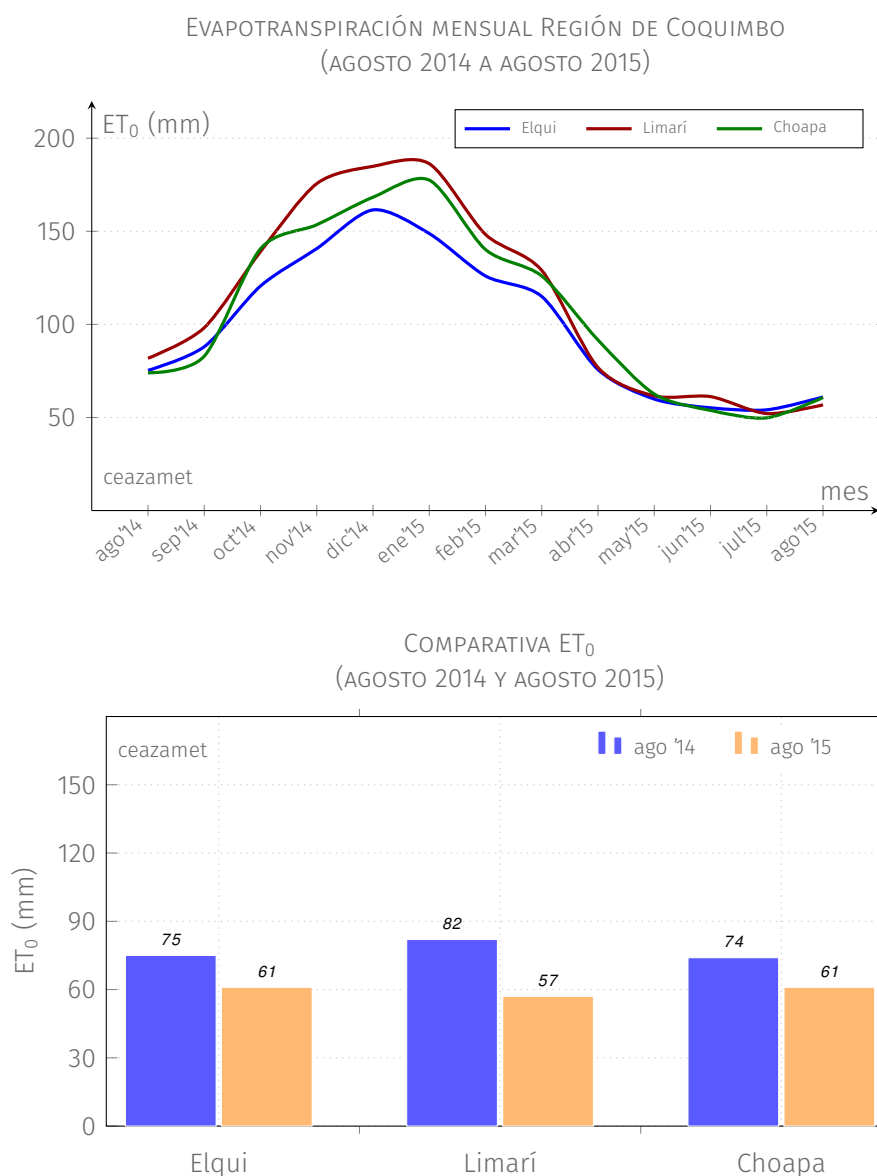 Evapotranspiración mensual Región de Coquimbo
(agosto 2014 a agosto 2015)
ET₀ (mm)
Elqui Limarí Choapa
200
150
100
50
ceazamet
mes
ago'14 sep'14 oct'14 nov'14 dic'14 ene'15 feb'15 mar'15 abr'15 may'15 jun'15 jul'15 ago'15
Comparativa ET₀
(agosto 2014 y agosto 2015)
ceazamet
ago '14 ago '15
150
120
90
60
30
0
ET₀ (mm)
75 61 82 57 74 61
Elqui Limarí Choapa